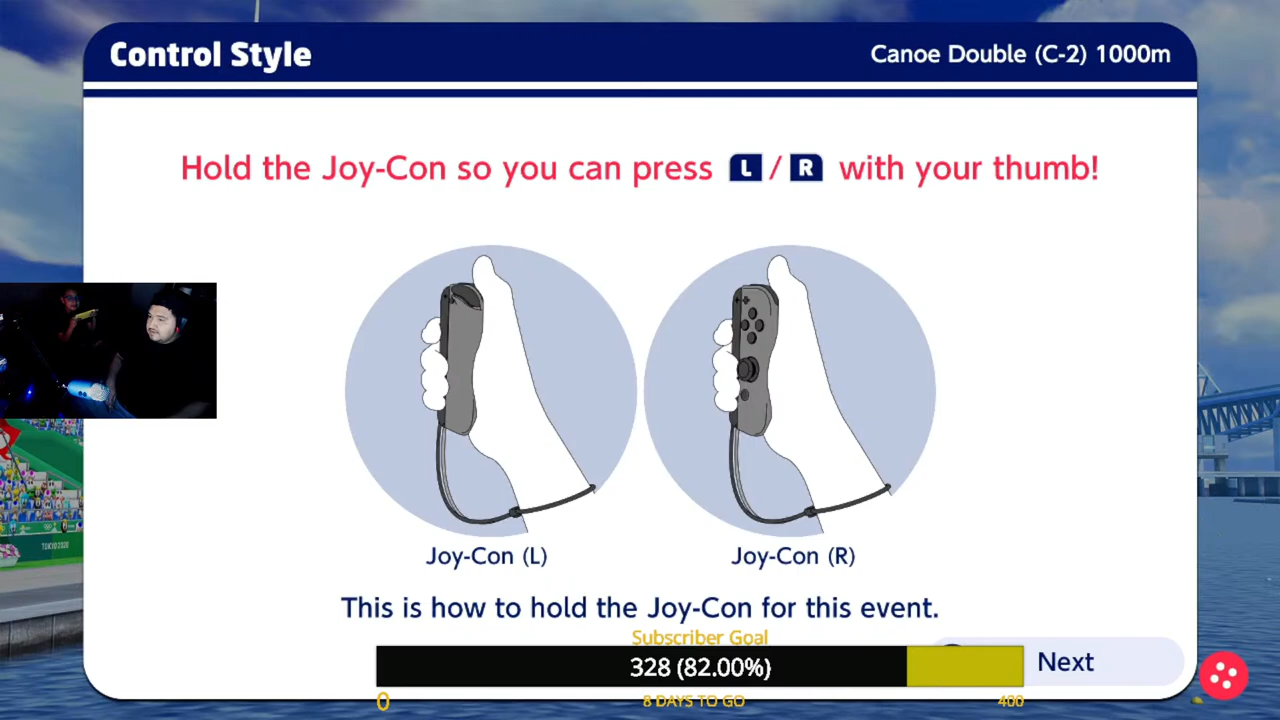 Control Style
Canoe Double (C-2) 1000m
Hold the Joy-Con so you can press L / R with your thumb!
Joy-Con (L)
Joy-Con (R)
This is how to hold the Joy-Con for this event.
Subscriber Goal
328 (82.00%)
Next
0
8 DAYS TO GO
400
TOKYO 2020